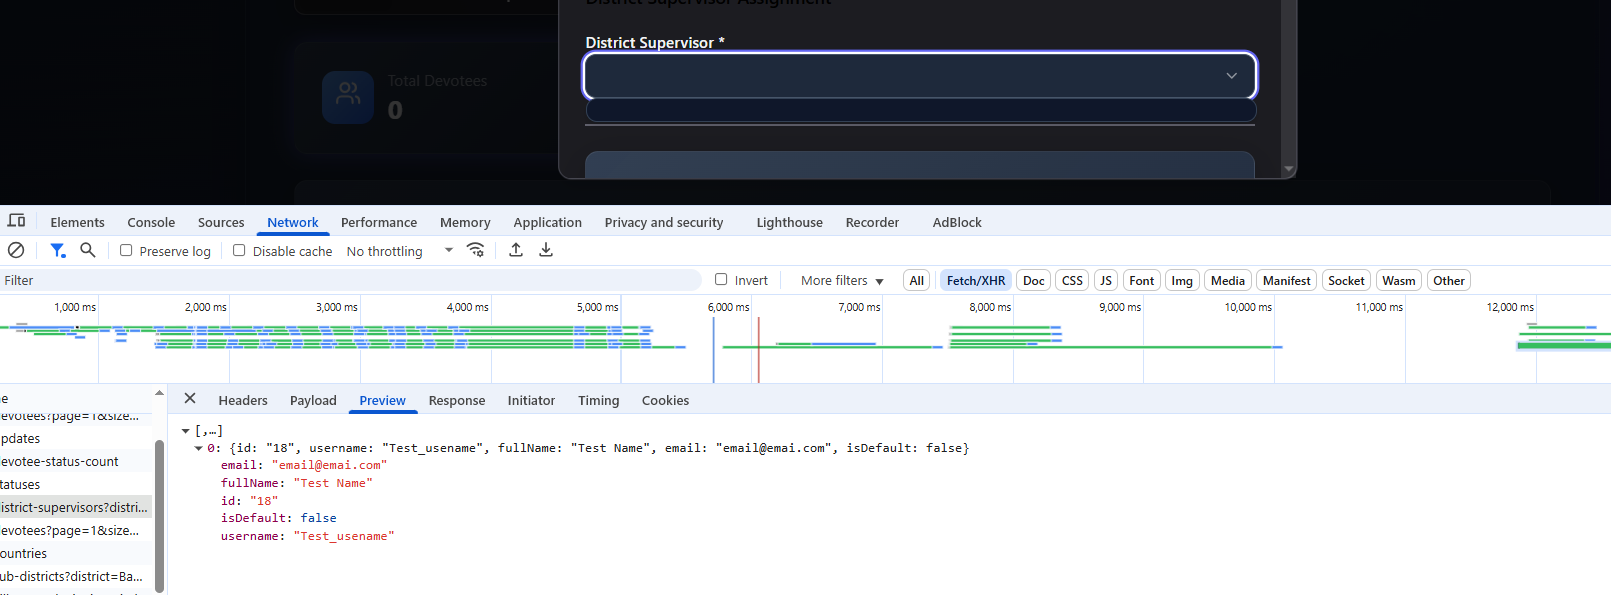 District Supervisor Assignment
District Supervisor *
Total Devotees
0
Elements Console Sources Network Performance Memory Application Privacy and security Lighthouse Recorder AdBlock
Preserve log Disable cache No throttling
Filter Invert More filters All Fetch/XHR Doc CSS JS Font Img Media Manifest Socket Wasm Other
1,000 ms 2,000 ms 3,000 ms 4,000 ms 5,000 ms 6,000 ms 7,000 ms 8,000 ms 9,000 ms 10,000 ms 11,000 ms 12,000 ms
e
evotees?page=1&size...
pdates
evotee-status-count
tatuses
istrict-supervisors?distri...
evotees?page=1&size...
ountries
ub-districts?district=Ba...
Headers Payload Preview Response Initiator Timing Cookies
[,…]
0: {id: "18", username: "Test_usename", fullName: "Test Name", email: "email@emai.com", isDefault: false}
email: "email@emai.com"
fullName: "Test Name"
id: "18"
isDefault: false
username: "Test_usename"